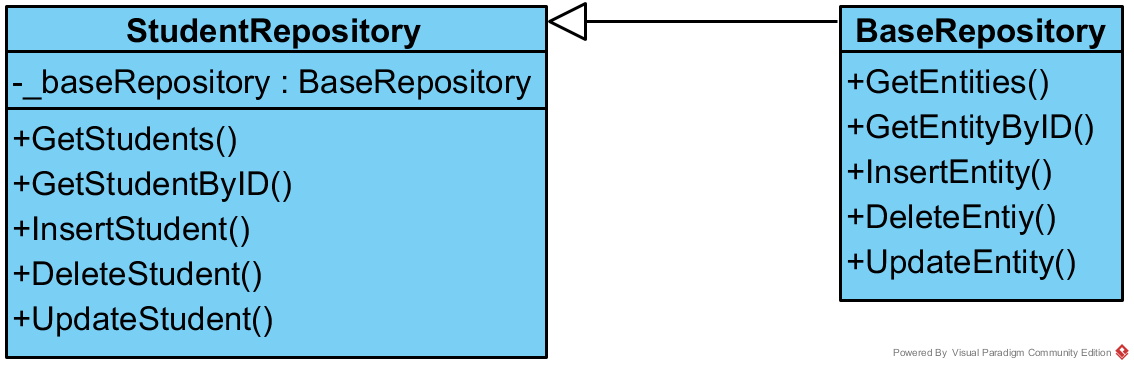 StudentRepository
-_baseRepository : BaseRepository
+GetStudents()
+GetStudentByID()
+InsertStudent()
+DeleteStudent()
+UpdateStudent()
BaseRepository
+GetEntities()
+GetEntityByID()
+InsertEntity()
+DeleteEntiy()
+UpdateEntity()
Powered By Visual Paradigm Community Edition